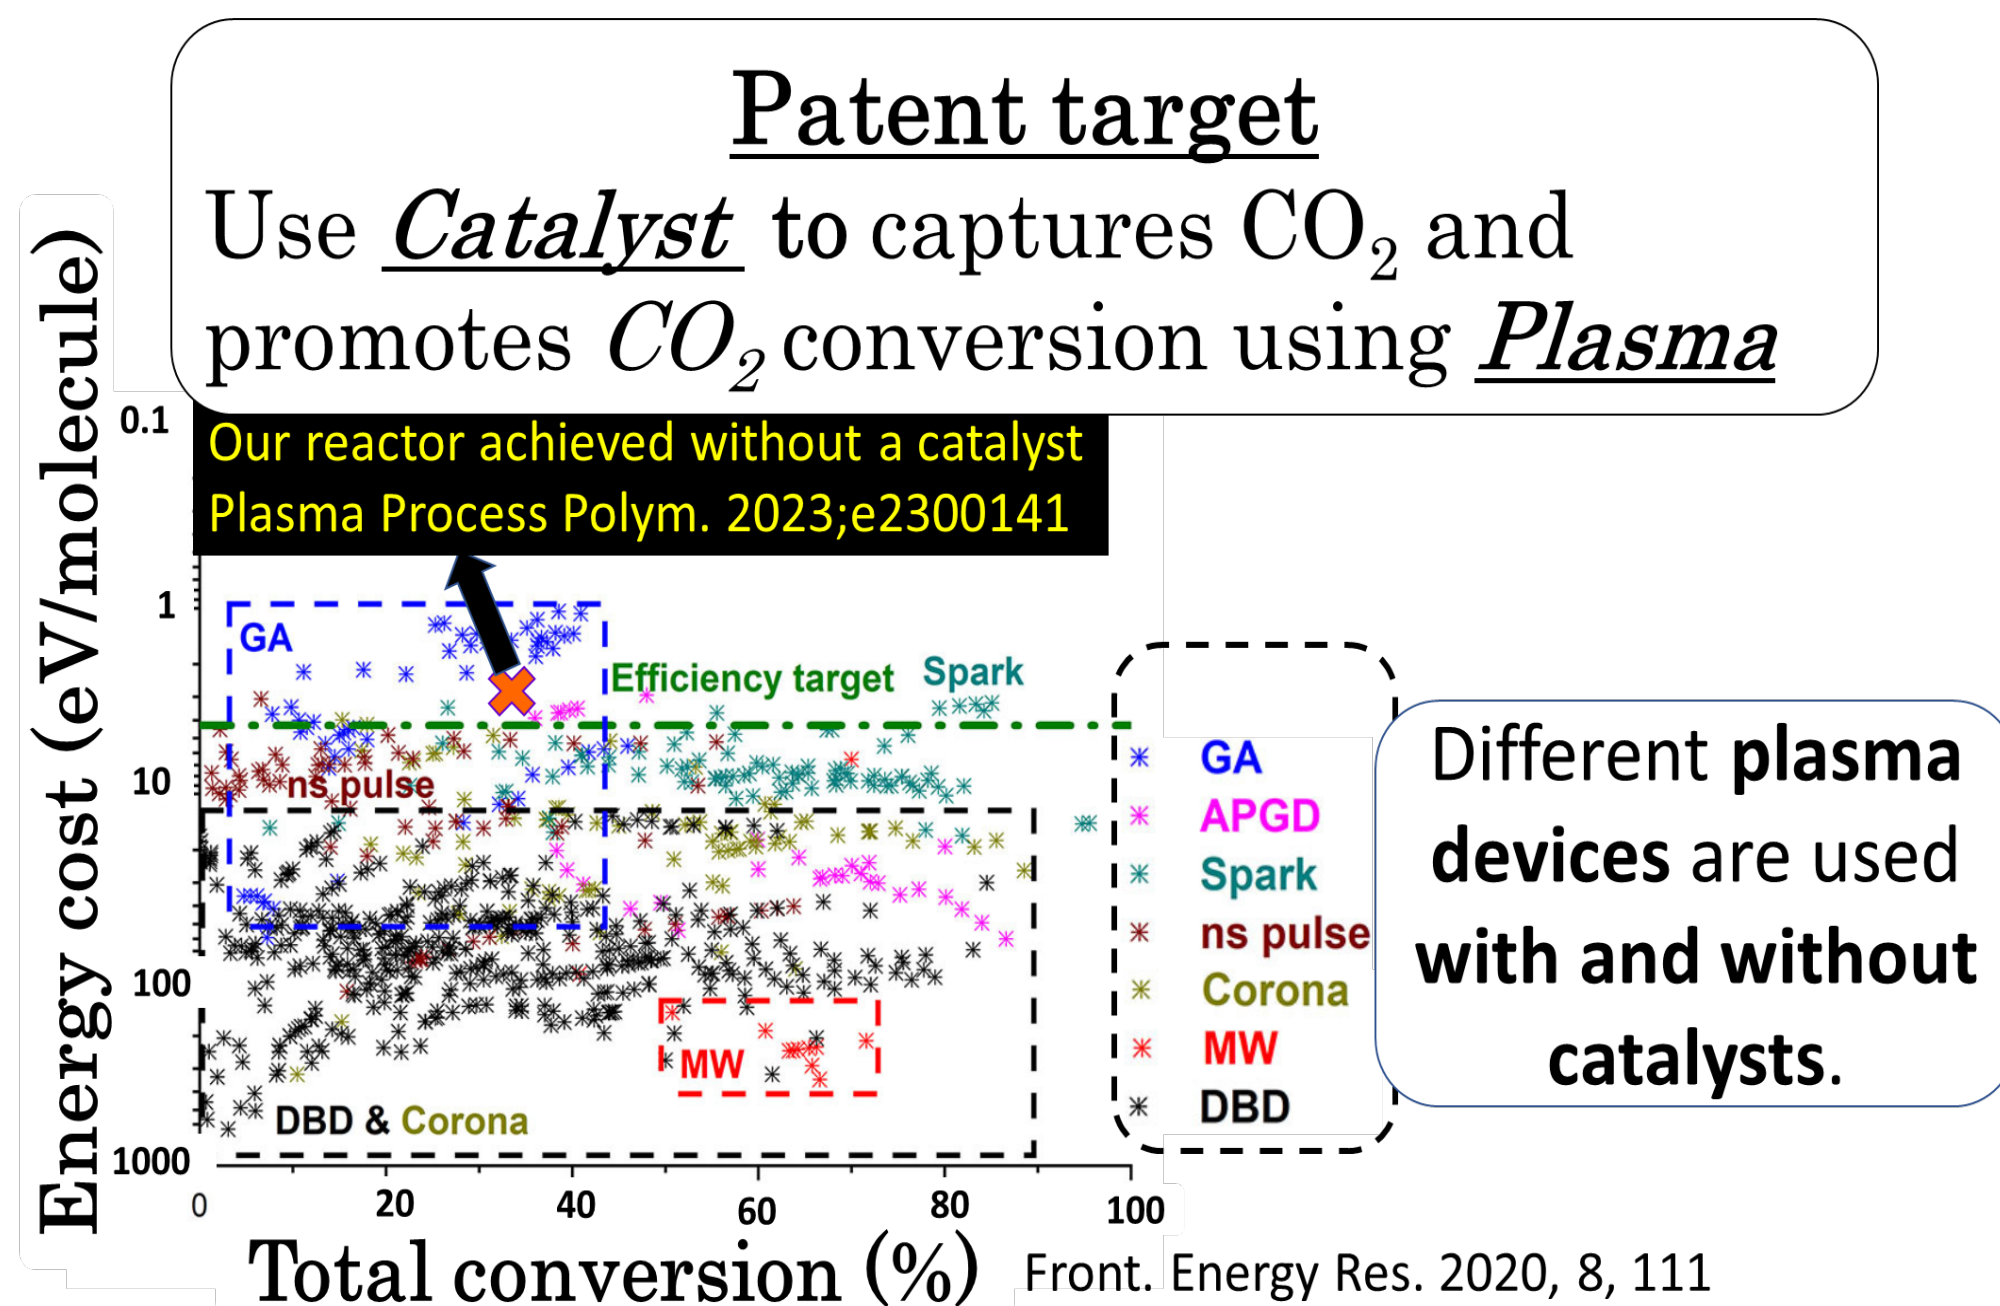 Patent target
Use Catalyst to captures CO₂ and
promotes CO₂ conversion using Plasma
Energy cost (eV/molecule)
0.1
Our reactor achieved without a catalyst
Plasma Process Polym. 2023;e2300141
1
GA
Efficiency target
Spark
10
ns pulse
100
MW
DBD & Corona
1000
0
20
40
60
80
100
Total conversion (%)
GA
APGD
Spark
ns pulse
Corona
MW
DBD
Different plasma
devices are used
with and without
catalysts.
Front. Energy Res. 2020, 8, 111